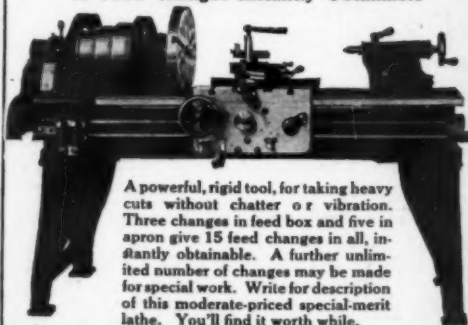 A powerful, rigid tool, for taking heavy
cuts without chatter or vibration.
Three changes in feed box and five in
apron give 15 feed changes in all, in-
stantly obtainable. A further unlim-
ited number of changes may be made
for special work. Write for description
of this moderate-priced special-merit
lathe. You'll find it worth while.